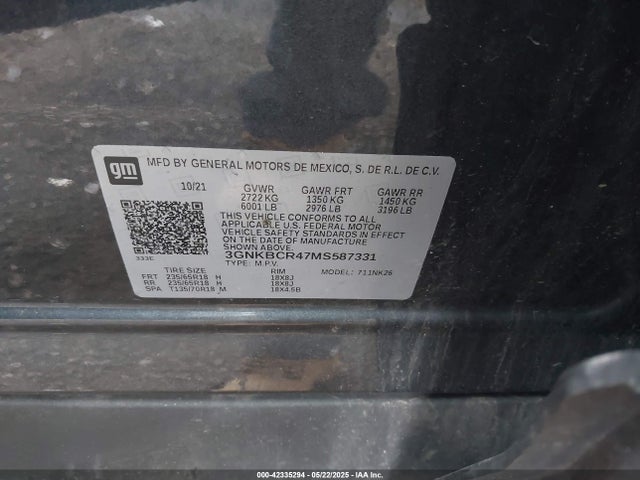 gm MFD BY GENERAL MOTORS DE MEXICO, S. DE R.L. DE C.V.
10/21 GVWR GAWR FRT GAWR RR
2722 KG 1350 KG 1450 KG
6001 LB 2976 LB 3196 LB
THIS VEHICLE CONFORMS TO ALL
APPLICABLE U.S. FEDERAL MOTOR
VEHICLE SAFETY STANDARDS IN EFFECT
ON THE DATE OF MANUFACTURE
SHOWN ABOVE.
333E 3GNKBCR47MS587331
TYPE: M.P.V. MODEL: 711NK26
TIRE SIZE RIM
FRT 235/65R18 H 18X8J
RR 235/65R18 H 18X8J
SPA T135/70R18 M 18X4.5B
000-42335294 - 05/22/2025 - IAAI.COM